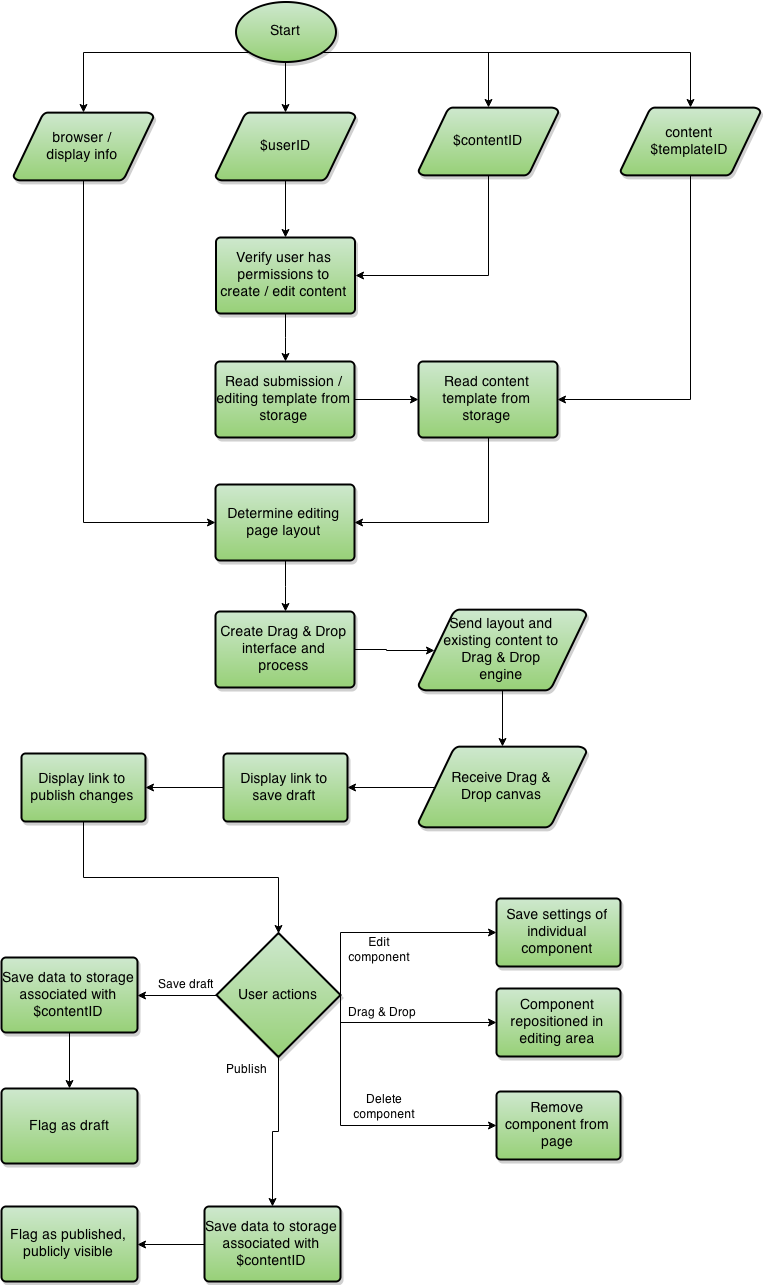 Start
browser /
display info
$userID
$contentID
content
$templateID
Verify user has
permissions to
create / edit content
Read submission /
editing template from
storage
Read content
template from
storage
Determine editing
page layout
Create Drag & Drop
interface and
process
Send layout and
existing content to
Drag & Drop
engine
Display link to
publish changes
Display link to
save draft
Receive Drag &
Drop canvas
User actions
Save draft
Save data to storage
associated with
$contentID
Flag as draft
Edit
component
Save settings of
individual
component
Drag & Drop
Component
repositioned in
editing area
Delete
component
Remove
component from
page
Publish
Save data to storage
associated with
$contentID
Flag as published,
publicly visible